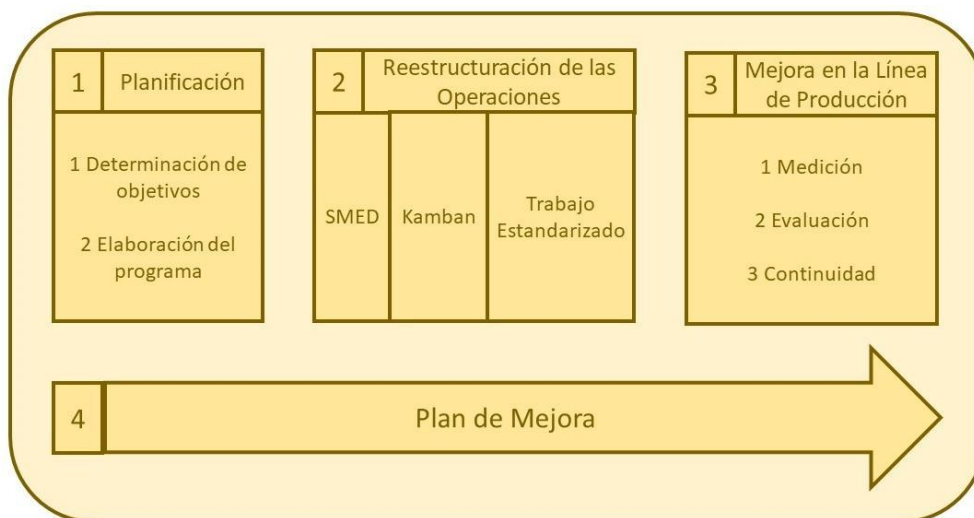 1
Planificación
1 Determinación de
objetivos
2 Elaboración del
programa
2
Reestructuración de las
Operaciones
SMED
Kamban
Trabajo
Estandarizado
3
Mejora en la Línea
de Producción
1 Medición
2 Evaluación
3 Continuidad
4
Plan de Mejora